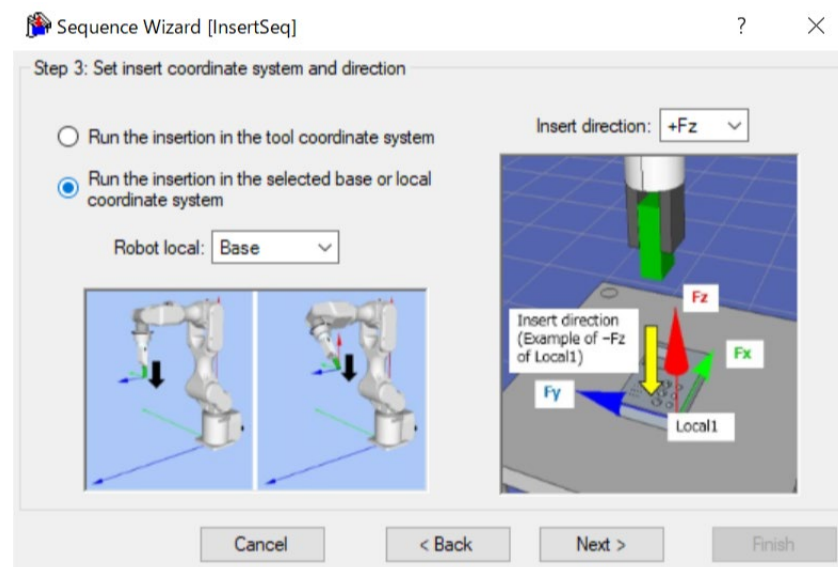 Sequence Wizard [InsertSeq]
?
Step 3: Set insert coordinate system and direction
Run the insertion in the tool coordinate system
Run the insertion in the selected base or local
coordinate system
Robot local: Base
Insert direction: +Fz
Fz
Insert direction
(Example of -Fz
of Local1)
Fx
Fy
Local1
Cancel
< Back
Next >
Finish